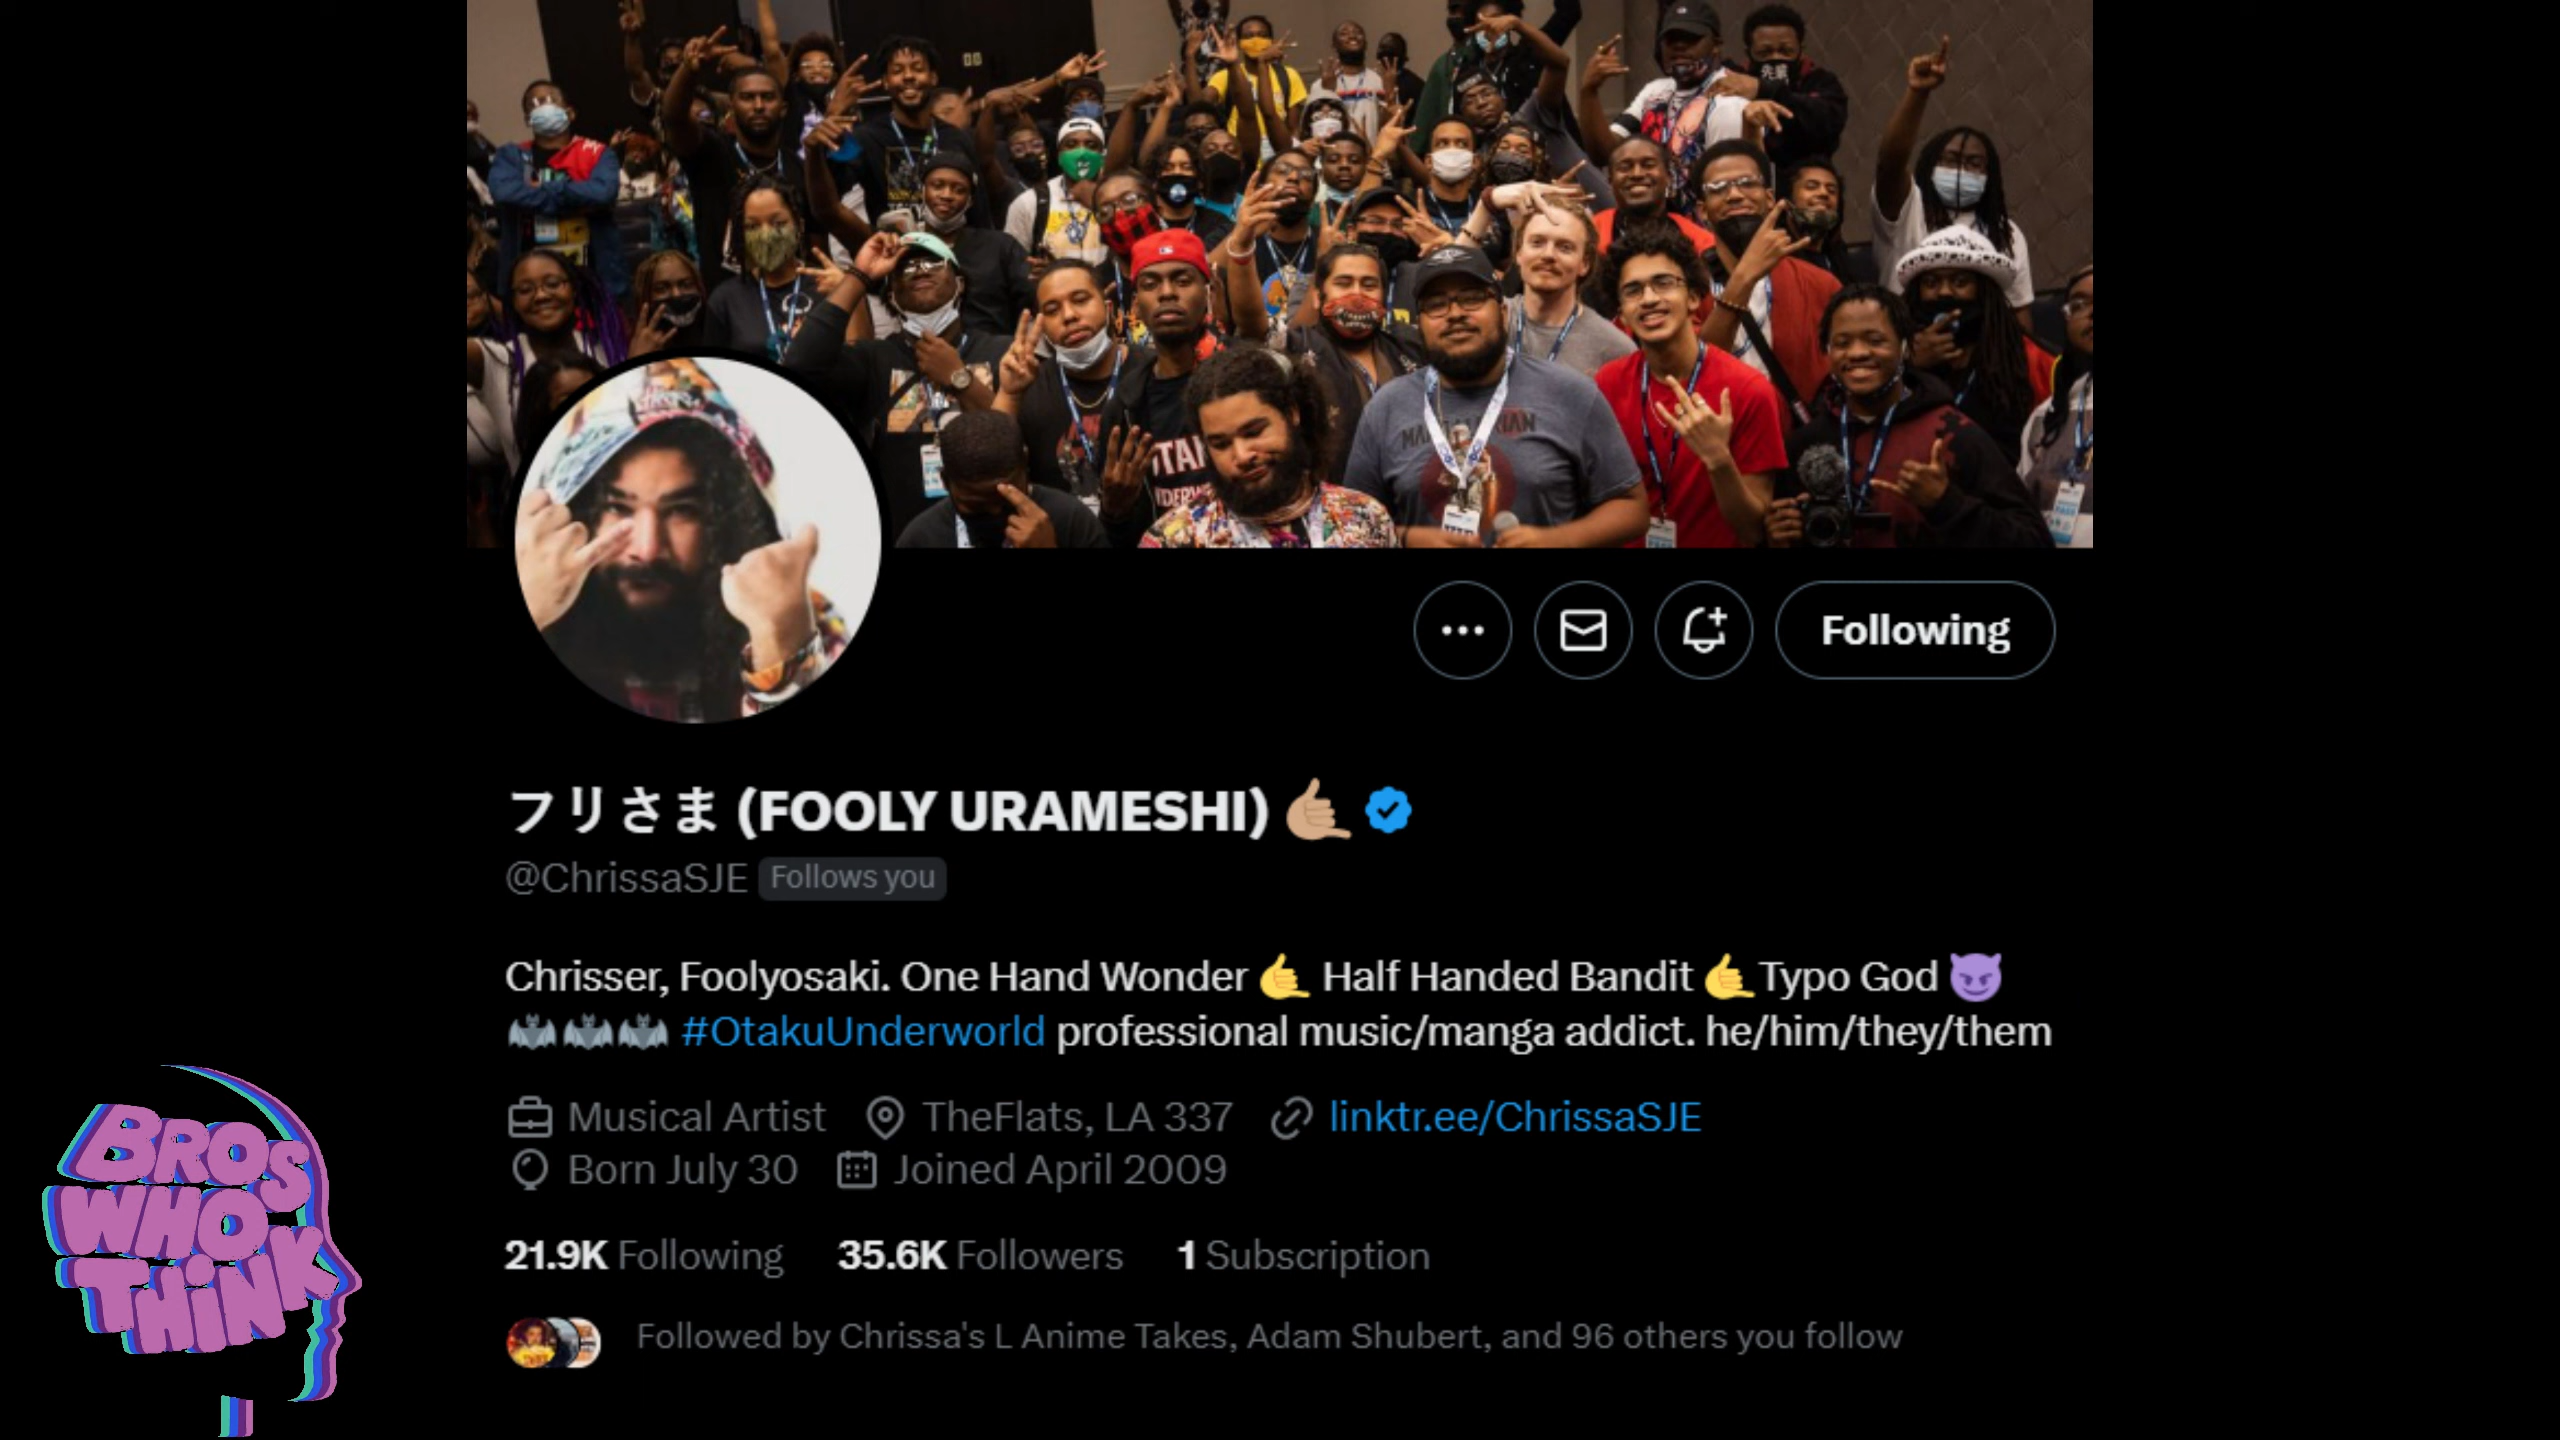 MANDALORIAN
フリさま (FOOLY URAMESHI) 🤙🏼
@ChrissaSJE Follows you
Following
Chrisser, Foolyosaki. One Hand Wonder 🤙 Half Handed Bandit 🤙Typo God 😈
🦇🦇🦇 #OtakuUnderworld professional music/manga addict. he/him/they/them
Musical Artist TheFlats, LA 337 linktr.ee/ChrissaSJE
Born July 30 Joined April 2009
21.9K Following 35.6K Followers 1 Subscription
Followed by Chrissa's L Anime Takes, Adam Shubert, and 96 others you follow
BROS
WHO
THiNK